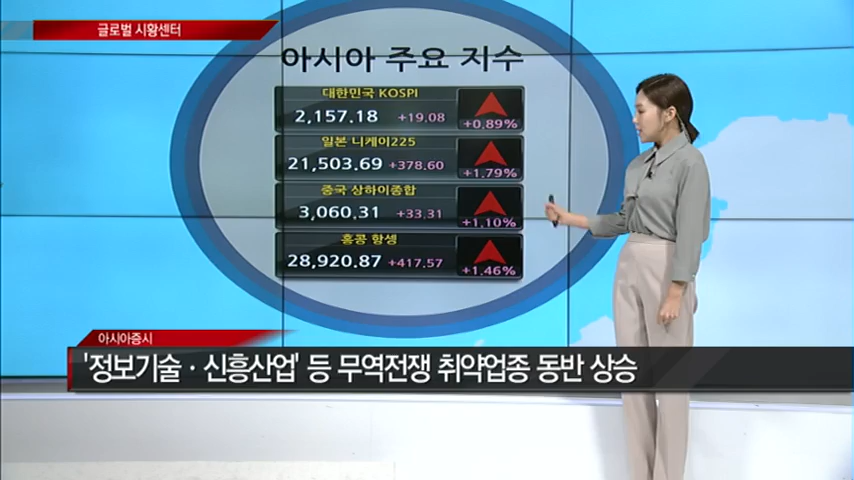 글로벌 시황센터
아시아 주요 지수
대한민국 KOSPI
2,157.18 +19.08 +0.89%
일본 니케이225
21,503.69 +378.60 +1.79%
중국 상하이종합
3,060.31 +33.31 +1.10%
홍콩 항셍
28,920.87 +417.57 +1.46%
아시아증시
'정보기술·신흥산업' 등 무역전쟁 취약업종 동반 상승